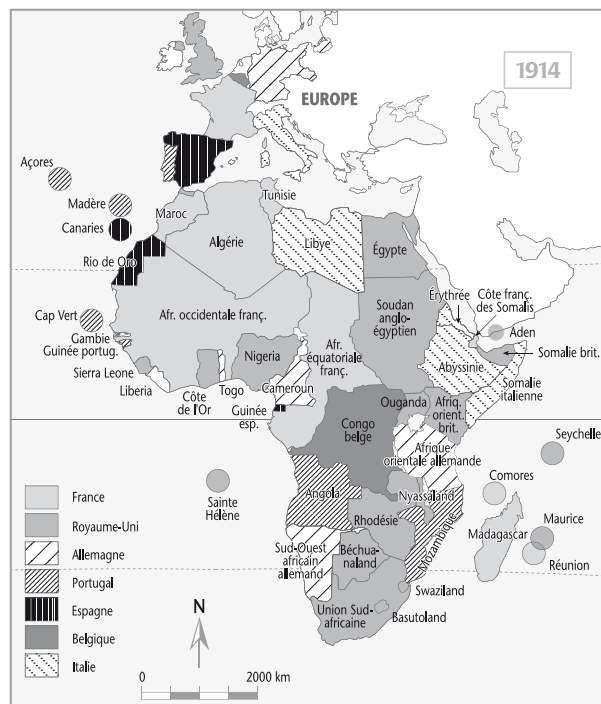 1914
EUROPE
Açores
Madère
Canaries
Rio de Oro
Maroc
Tunisie
Algérie
Libye
Égypte
Cap Vert
Gambie
Guinée portug.
Sierra Leone
Liberia
Côte
de l'Or
Togo
Afr. occidentale franç.
Nigeria
Cameroun
Guinée
esp.
Afr.
équatoriale
franç.
Soudan
anglo-
égyptien
Érythrée
Côte franç.
des Somalis
Aden
Somalie brit.
Abyssinie
Somalie
italienne
Ouganda
Afriq.
orient.
brit.
Congo
belge
Afrique
orientale allemande
Seychelles
Comores
Sainte
Hélène
Angola
Nyassaland
Rhodésie
Mozambique
Madagascar
Maurice
Réunion
Sud-Ouest
africain
allemand
Béchua-
naland
Swaziland
Basutoland
Union Sud-
africaine
France
Royaume-Uni
Allemagne
Portugal
Espagne
Belgique
Italie
N
0
2000 km